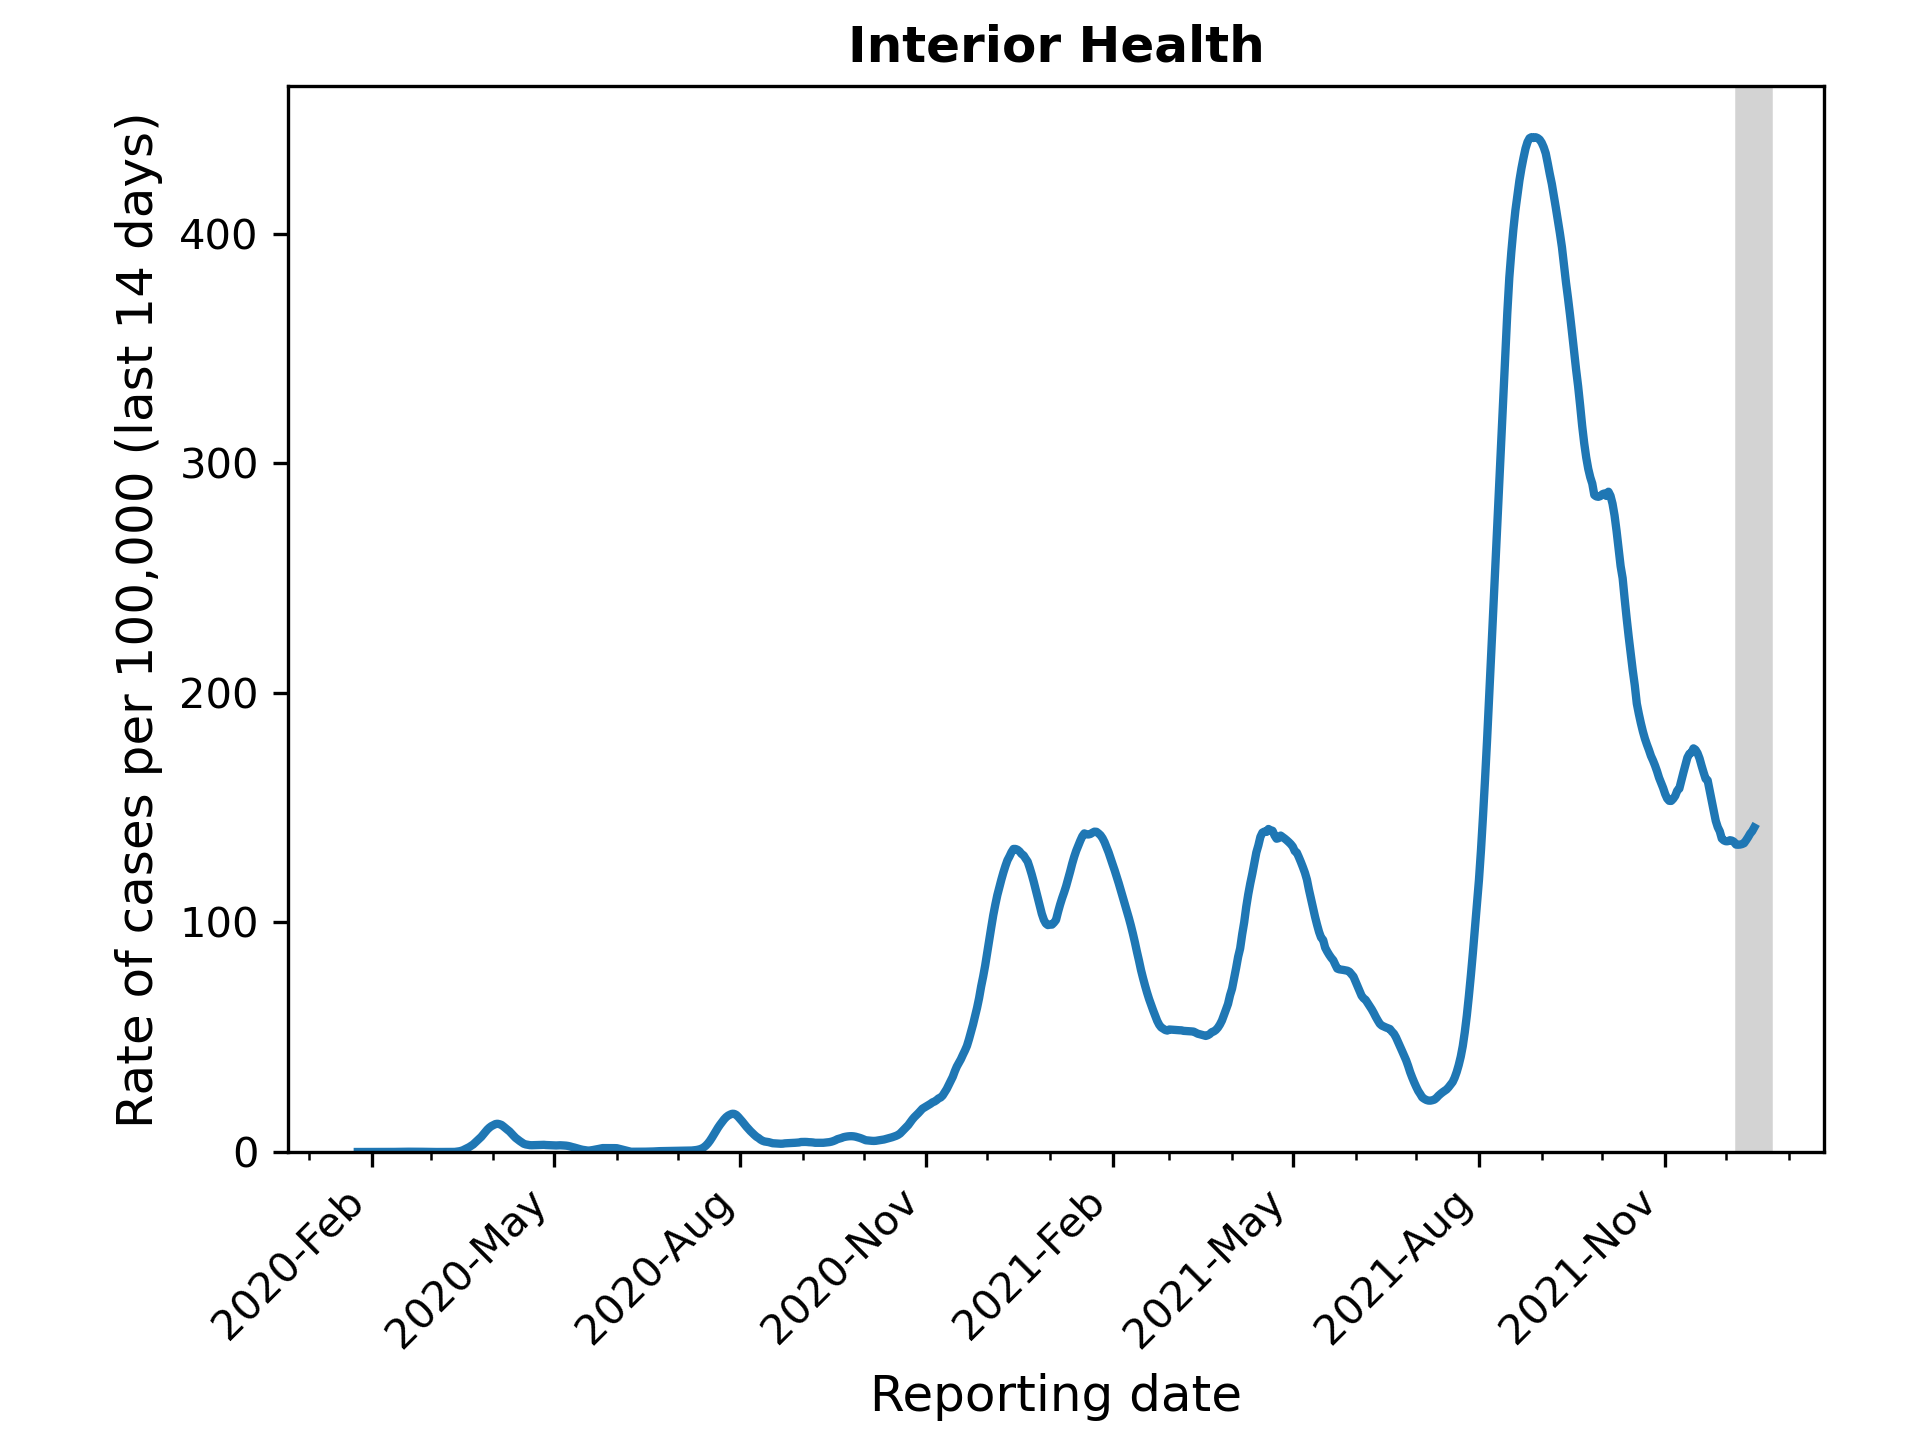 Interior Health
Rate of cases per 100,000 (last 14 days)
400
300
200
100
0
2020-Feb
2020-May
2020-Aug
2020-Nov
2021-Feb
2021-May
2021-Aug
2021-Nov
Reporting date